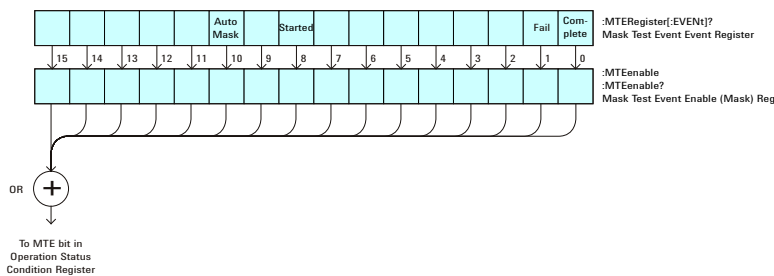 Auto Mask
Started
Fail
Com-
plete
:MTERegister[:EVENt]?
Mask Test Event Event Register
15 14 13 12 11 10 9 8 7 6 5 4 3 2 1 0
:MTEenable
:MTEenable?
Mask Test Event Enable (Mask) Reg
OR
+
To MTE bit in
Operation Status
Condition Register